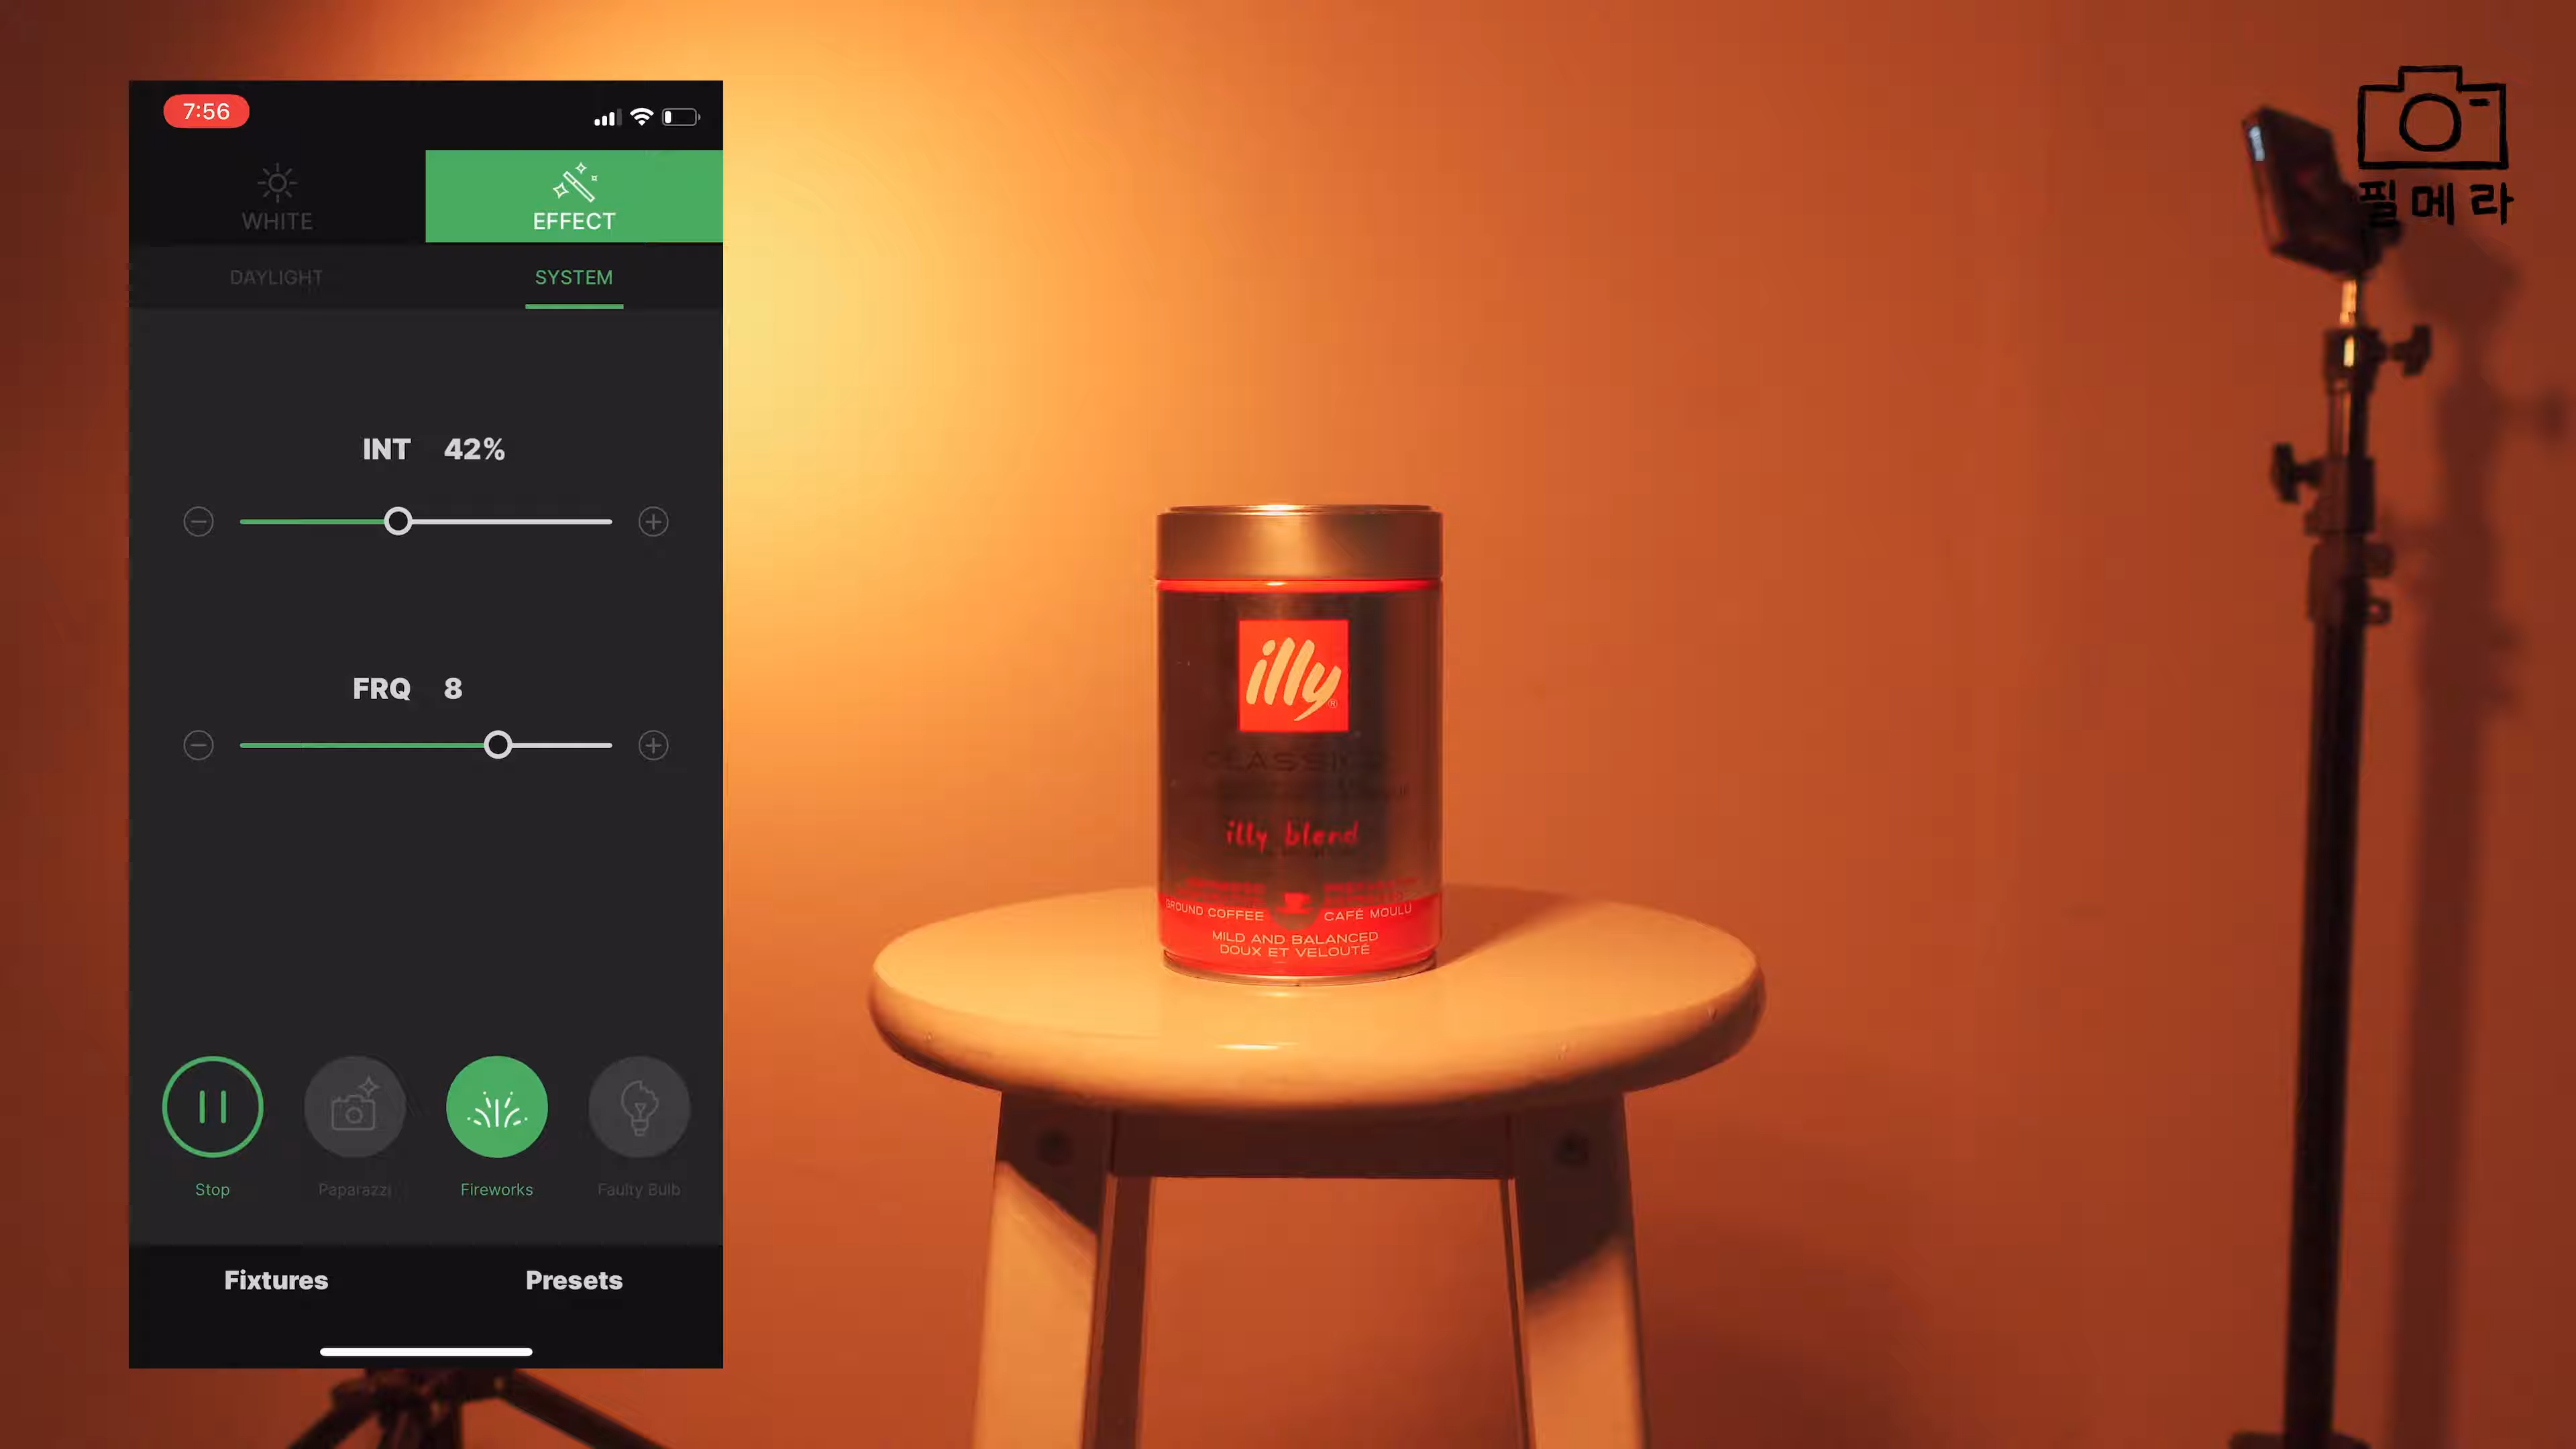 7:56
WHITE
EFFECT
DAYLIGHT
SYSTEM
INT 42%
FRQ 8
Stop
Paparazzi
Fireworks
Faulty Bulb
Fixtures
Presets
illy
illy blend
GROUND COFFEE
CAFÉ MOULU
MILD AND BALANCED
DOUX ET VELOUTÉ
필메라